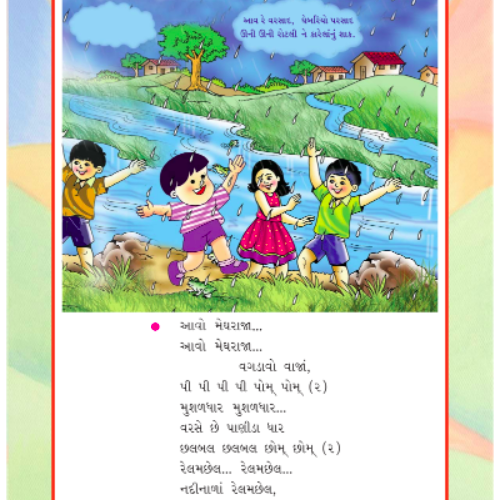 આવ રે વરસાદ, ઘેબરિયો પરસાદ
ઊની ઊની રોટલી ને કારેલાંનું શાક.
આવો મેઘરાજા...
આવો મેઘરાજા...
વગડાવો વાજાં,
પી પી પી પી પોમ્ પોમ્ (૨)
મુશળધાર મુશળધાર...
વરસે છે પાણીડા ધાર
છલબલ છલબલ છોમ્ છોમ્ (૨)
રેલમછેલ... રેલમછેલ...
નદીનાળાં રેલમછેલ,